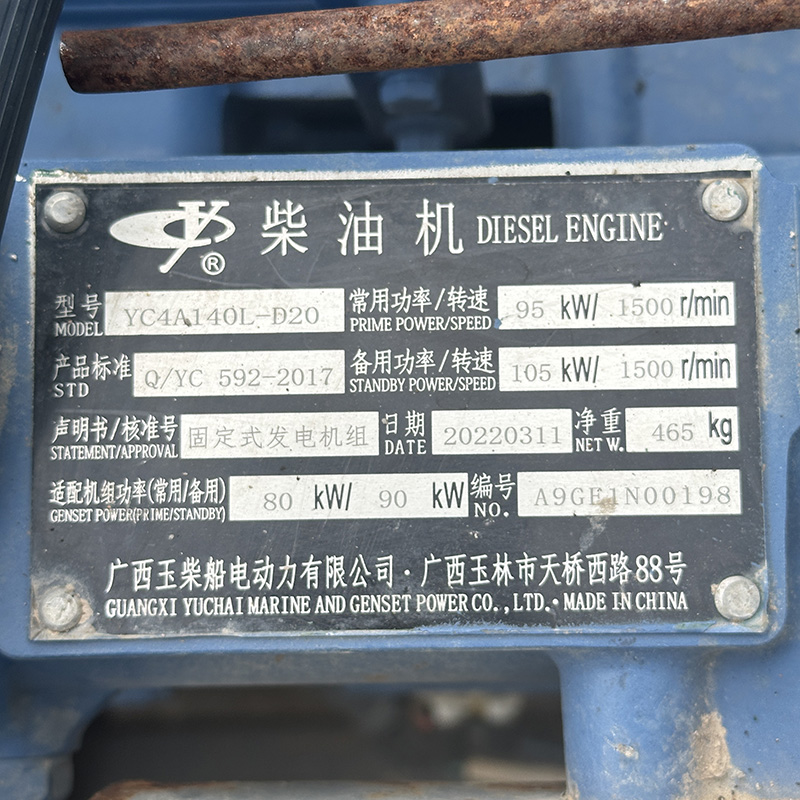 柴油机 DIESEL ENGINE
型号 MODEL YC4A140L-D20 常用功率/转速 PRIME POWER/SPEED 95 kW/ 1500 r/min
产品标准 STD Q/YC 592-2017 备用功率/转速 STANDBY POWER/SPEED 105 kW/ 1500 r/min
声明书/核准号 STATEMENT/APPROVAL 固定式发电机组 日期 DATE 20220311 净重 NET W. 465 kg
适配机组功率(常用/备用) GENSET POWER(PRIME/STANDBY) 80 kW/ 90 kW 编号 NO. A9GE1N00198
广西玉柴船电动力有限公司·广西玉林市天桥西路88号
GUANGXI YUCHAI MARINE AND GENSET POWER CO., LTD.·MADE IN CHINA